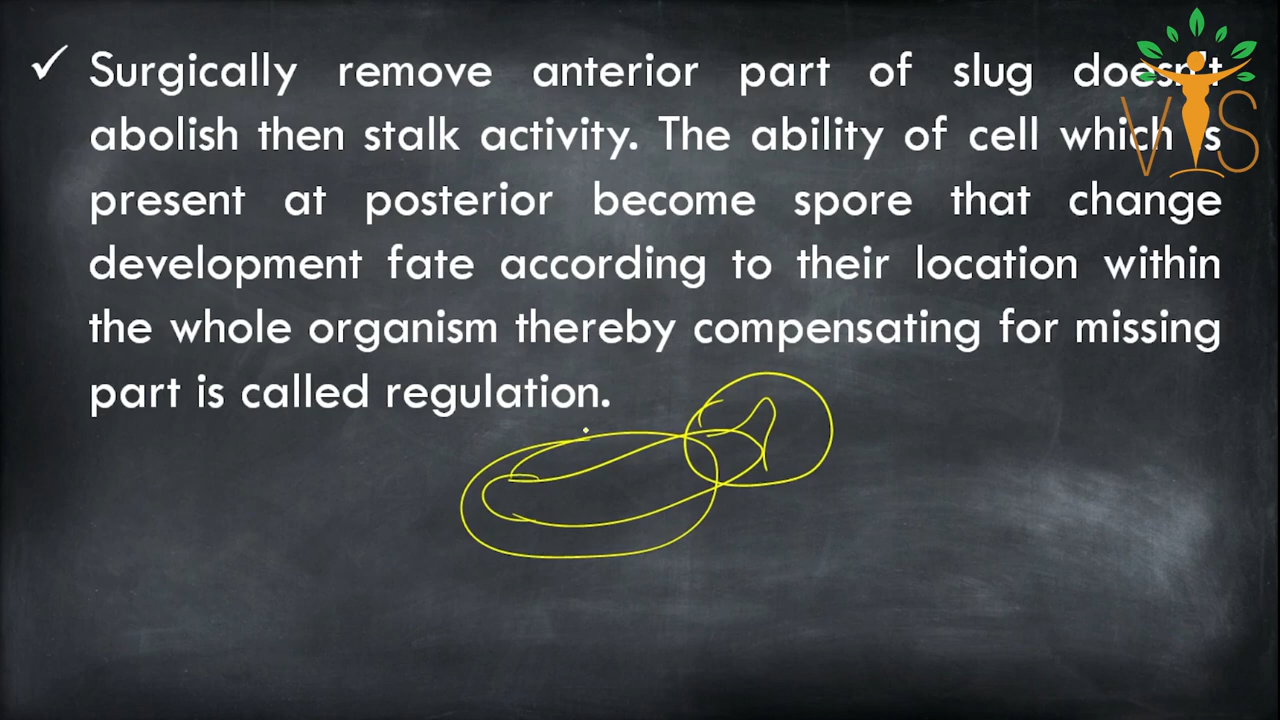 ✓ Surgically remove anterior part of slug doesn't
abolish then stalk activity. The ability of cell which is
present at posterior become spore that change
development fate according to their location within
the whole organism thereby compensating for missing
part is called regulation.
VIS